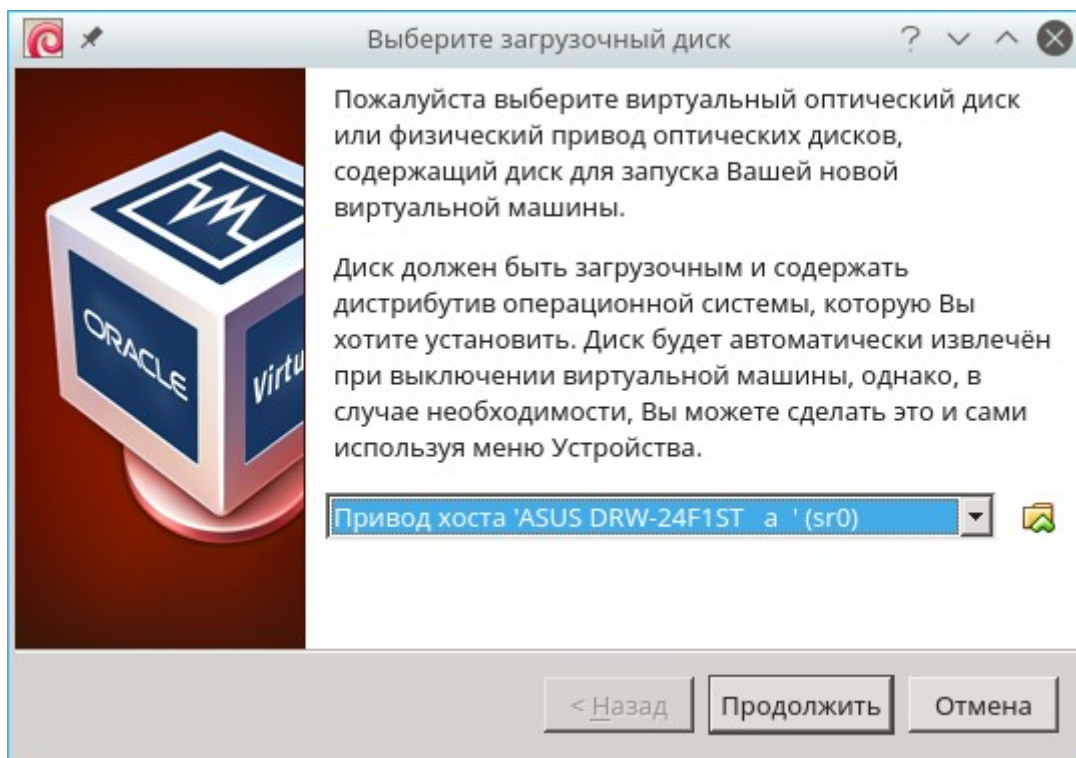 Выберите загрузочный диск
Пожалуйста выберите виртуальный оптический диск
или физический привод оптических дисков,
содержащий диск для запуска Вашей новой
виртуальной машины.
Диск должен быть загрузочным и содержать
дистрибутив операционной системы, которую Вы
хотите установить. Диск будет автоматически извлечён
при выключении виртуальной машины, однако, в
случае необходимости, Вы можете сделать это и сами
используя меню Устройства.
ORACLE
Virtu
Привод хоста 'ASUS DRW-24F1ST   a  ' (sr0)
< Назад
Продолжить
Отмена